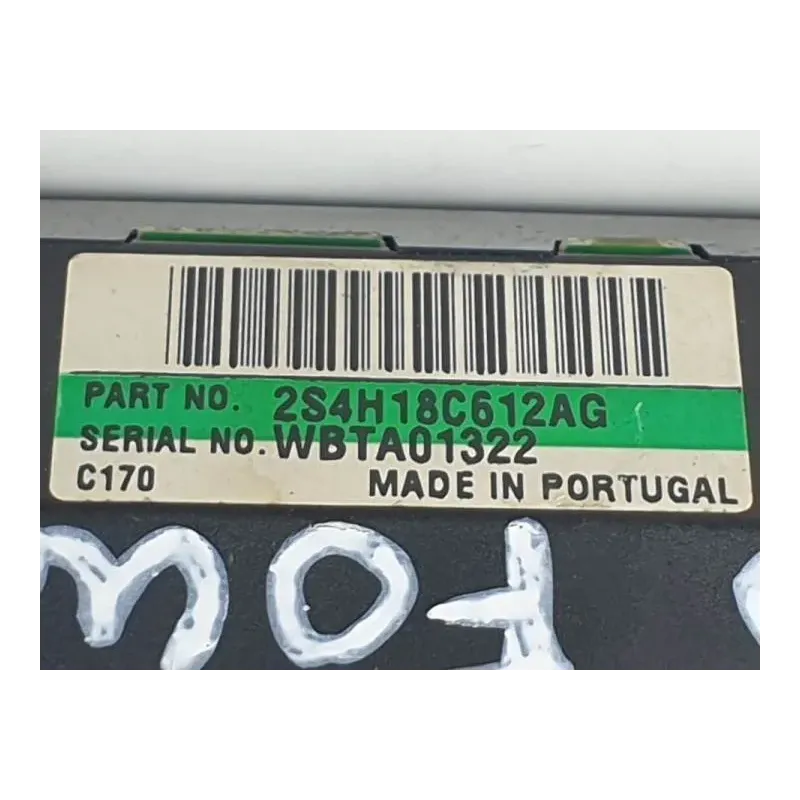 PART NO. 2S4H18C612AG
SERIAL NO. WBTA01322
C170 MADE IN PORTUGAL